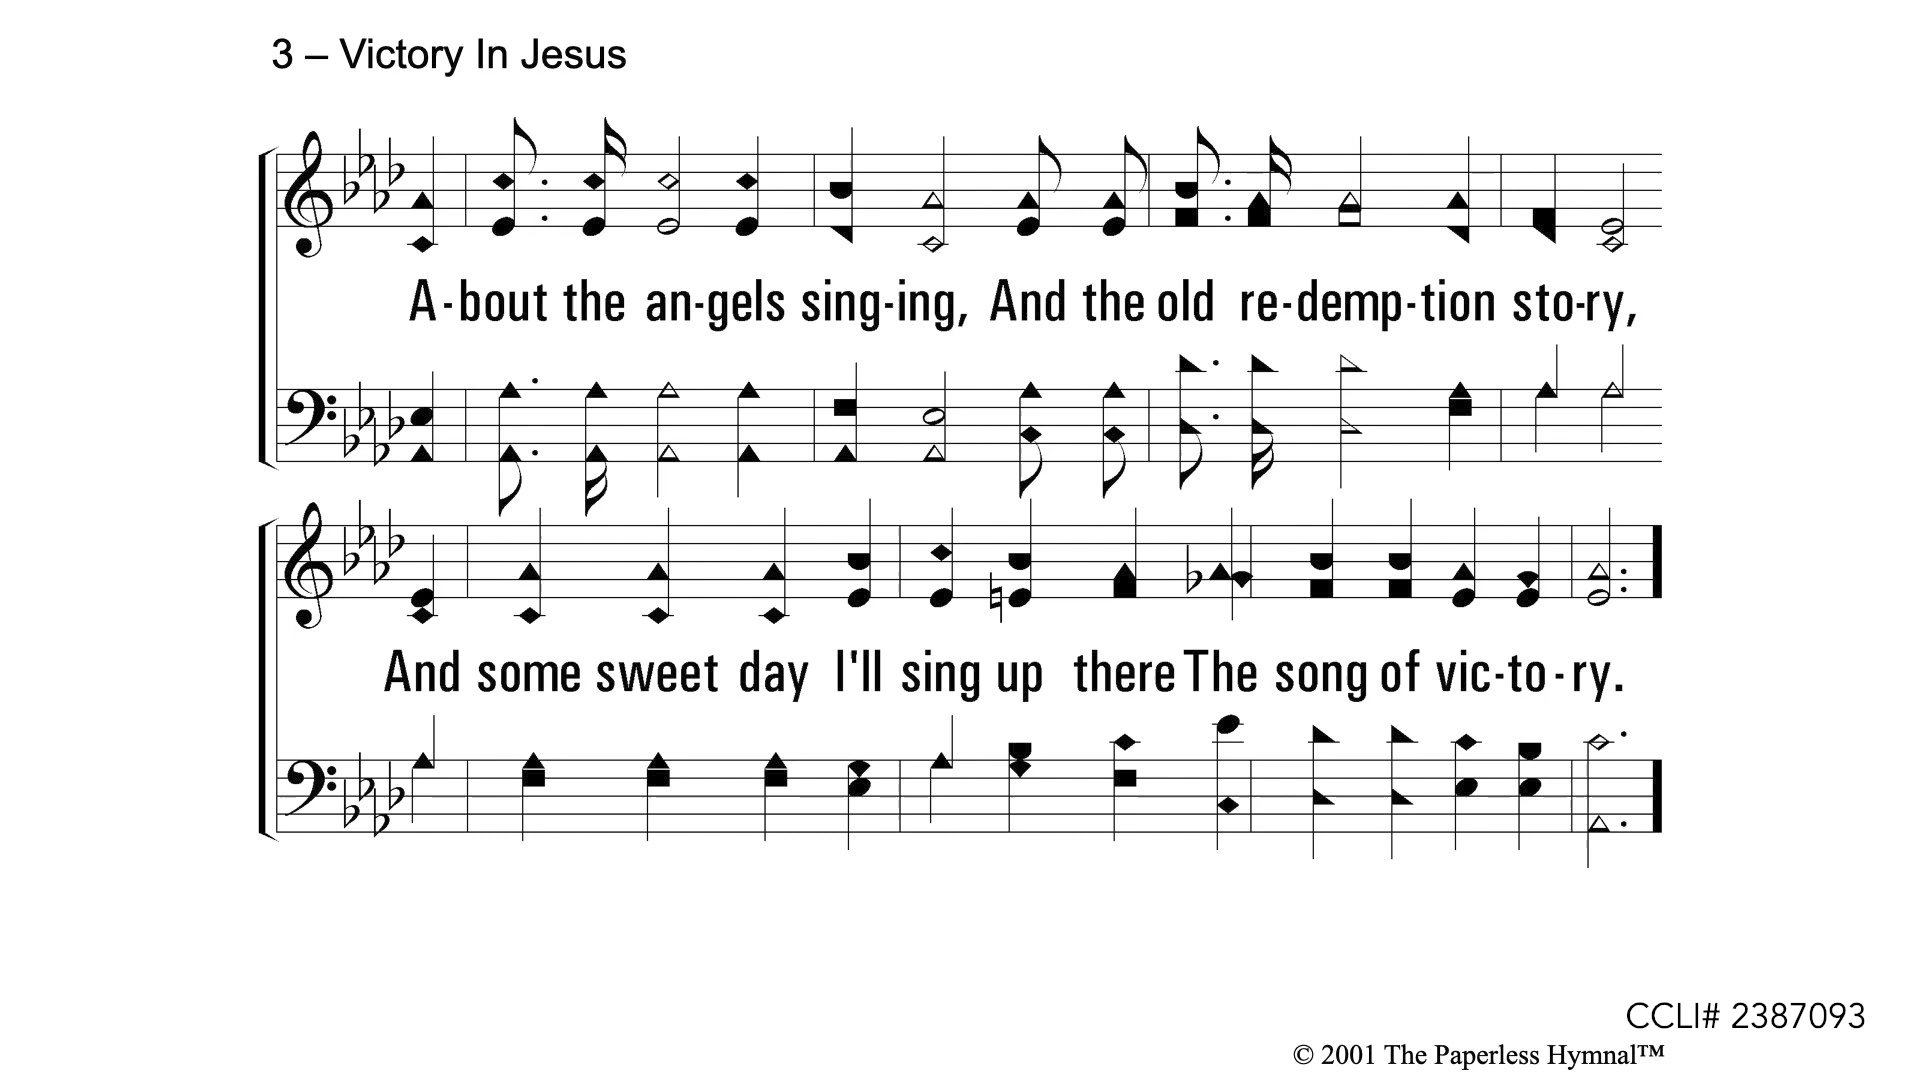 3 – Victory In Jesus
A-bout the an-gels sing-ing, And the old re-demp-tion sto-ry,
And some sweet day I'll sing up there The song of vic-to-ry.
CCLI# 2387093
© 2001 The Paperless Hymnal™